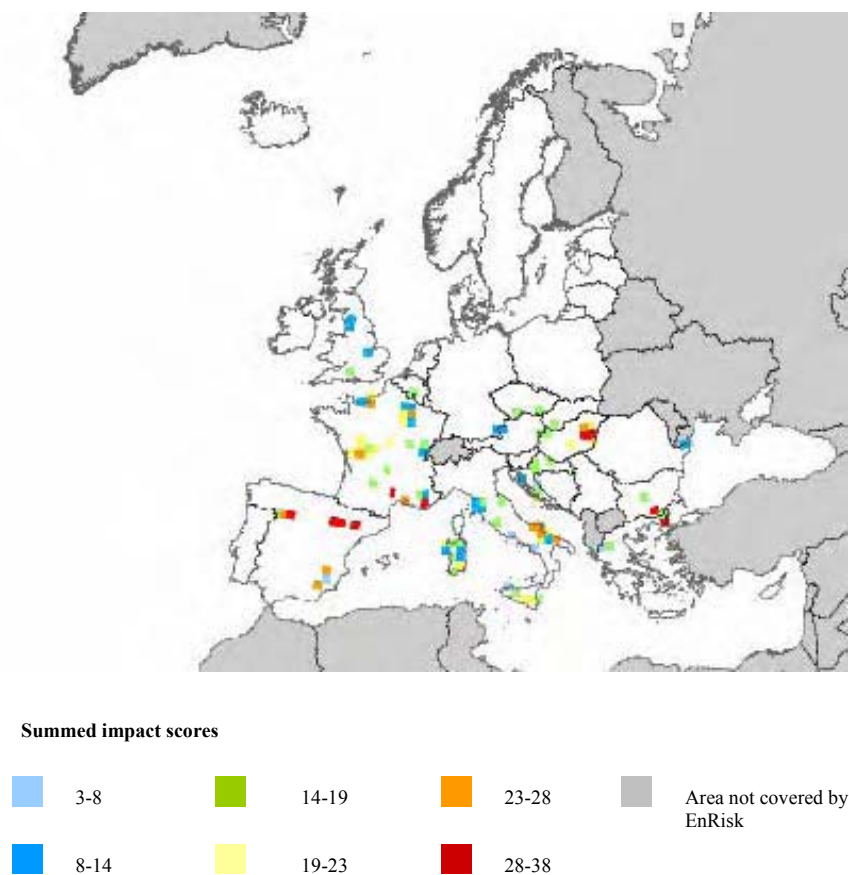 Summed impact scores
3-8
14-19
23-28
Area not covered by
EnRisk
8-14
19-23
28-38